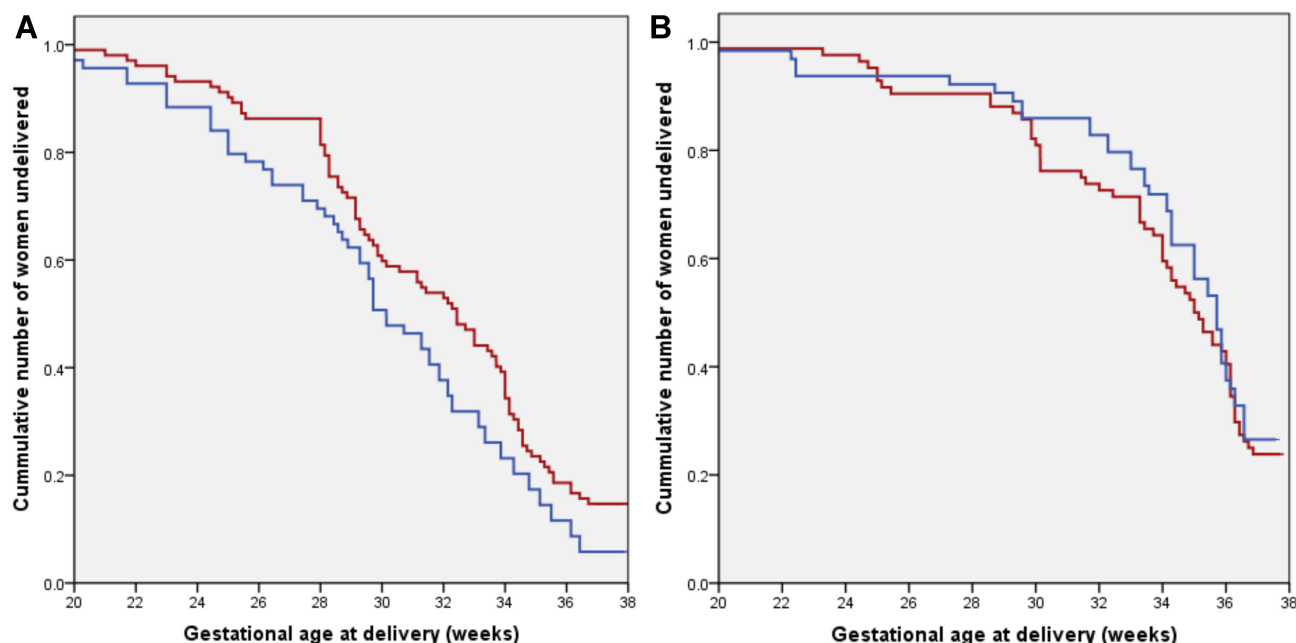 A
Cummulative number of women undelivered
1.0
0.8
0.6
0.4
0.2
0.0
20 22 24 26 28 30 32 34 36 38
Gestational age at delivery (weeks)
B
Cummulative number of women undelivered
1.0
0.8
0.6
0.4
0.2
0.0
20 22 24 26 28 30 32 34 36 38
Gestational age at delivery (weeks)